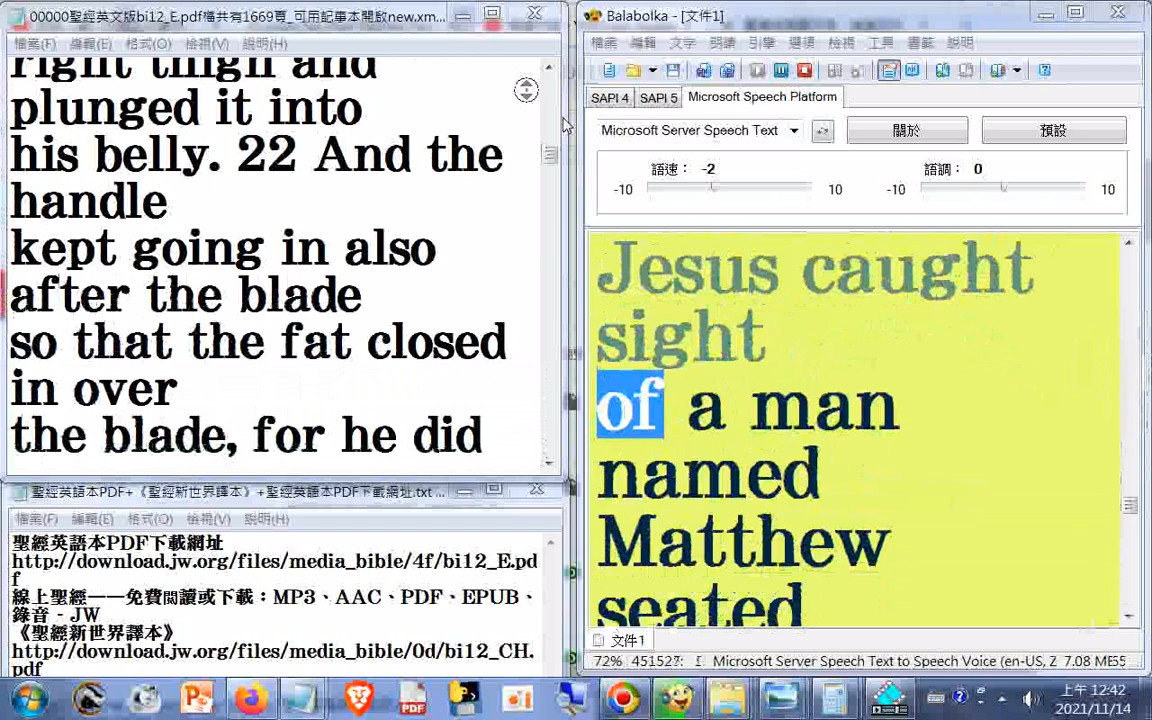 00000聖經英文版bi12_E.pdf檔共有1669頁_可用記事本開啟new.xm...
檔案(F) 編輯(E) 格式(O) 檢視(V) 說明(H)
right thigh and
plunged it into
his belly. 22 And the
handle
kept going in also
after the blade
so that the fat closed
in over
the blade, for he did
聖經英語本PDF+《聖經新世界譯本》+聖經英語本PDF下載網址.txt ...
檔案(F) 編輯(E) 格式(O) 檢視(V) 說明(H)
聖經英語本PDF下載網址
http://download.jw.org/files/media_bible/4f/bi12_E.pd
f
線上聖經——免費閱讀或下載：MP3、AAC、PDF、EPUB、
錄音 - JW
《聖經新世界譯本》
http://download.jw.org/files/media_bible/0d/bi12_CH.
pdf
Balabolka - [文件1]
檔案 編輯 文字 朗讀 引擎 選項 檢視 工具 書籤 說明
SAPI 4 SAPI 5 Microsoft Speech Platform
Microsoft Server Speech Text 關於 預設
語速： -2 語調： 0
-10 10 -10 10
Jesus caught
sight
of a man
named
Matthew
seated
文件1
72% 451527: Microsoft Server Speech Text to Speech Voice (en-US, Z 7.08 ME55
上午 12:42
2021/11/14